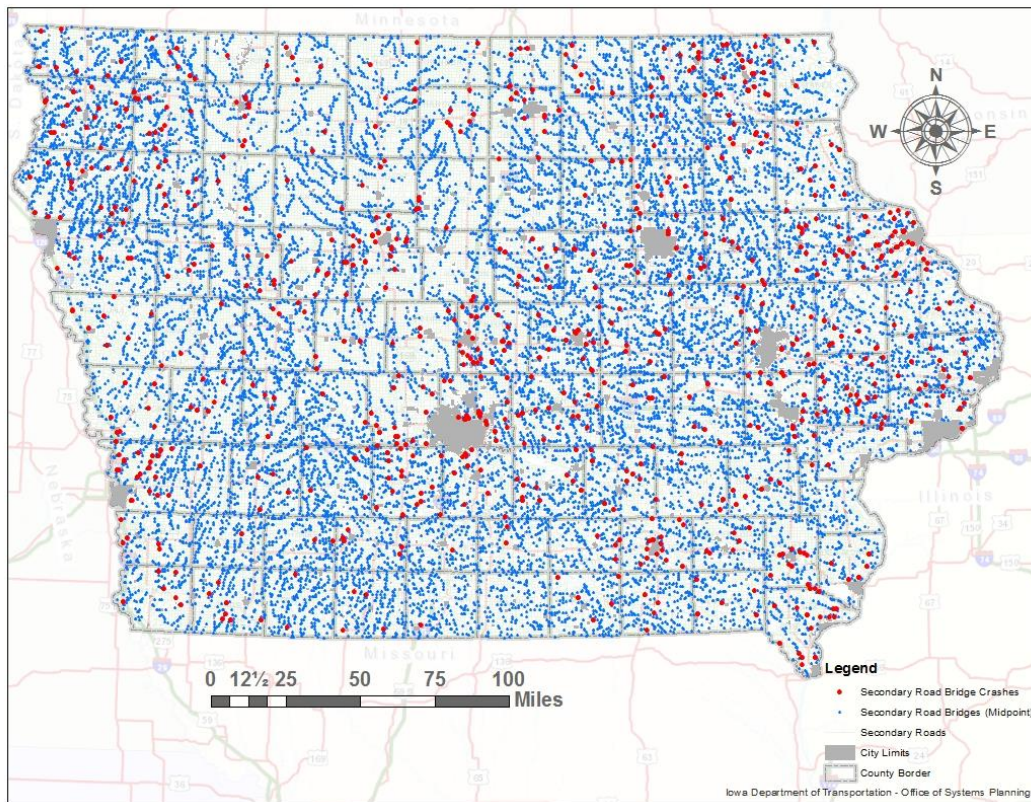 Minnesota
S Dakota
N
W E
S
Nebraska
Illinois
Missouri
0 12½ 25 50 75 100
Miles
Legend
Secondary Road Bridge Crashes
Secondary Road Bridges (Midpoint)
Secondary Roads
City Limits
County Border
Iowa Department of Transportation - Office of Systems Planning